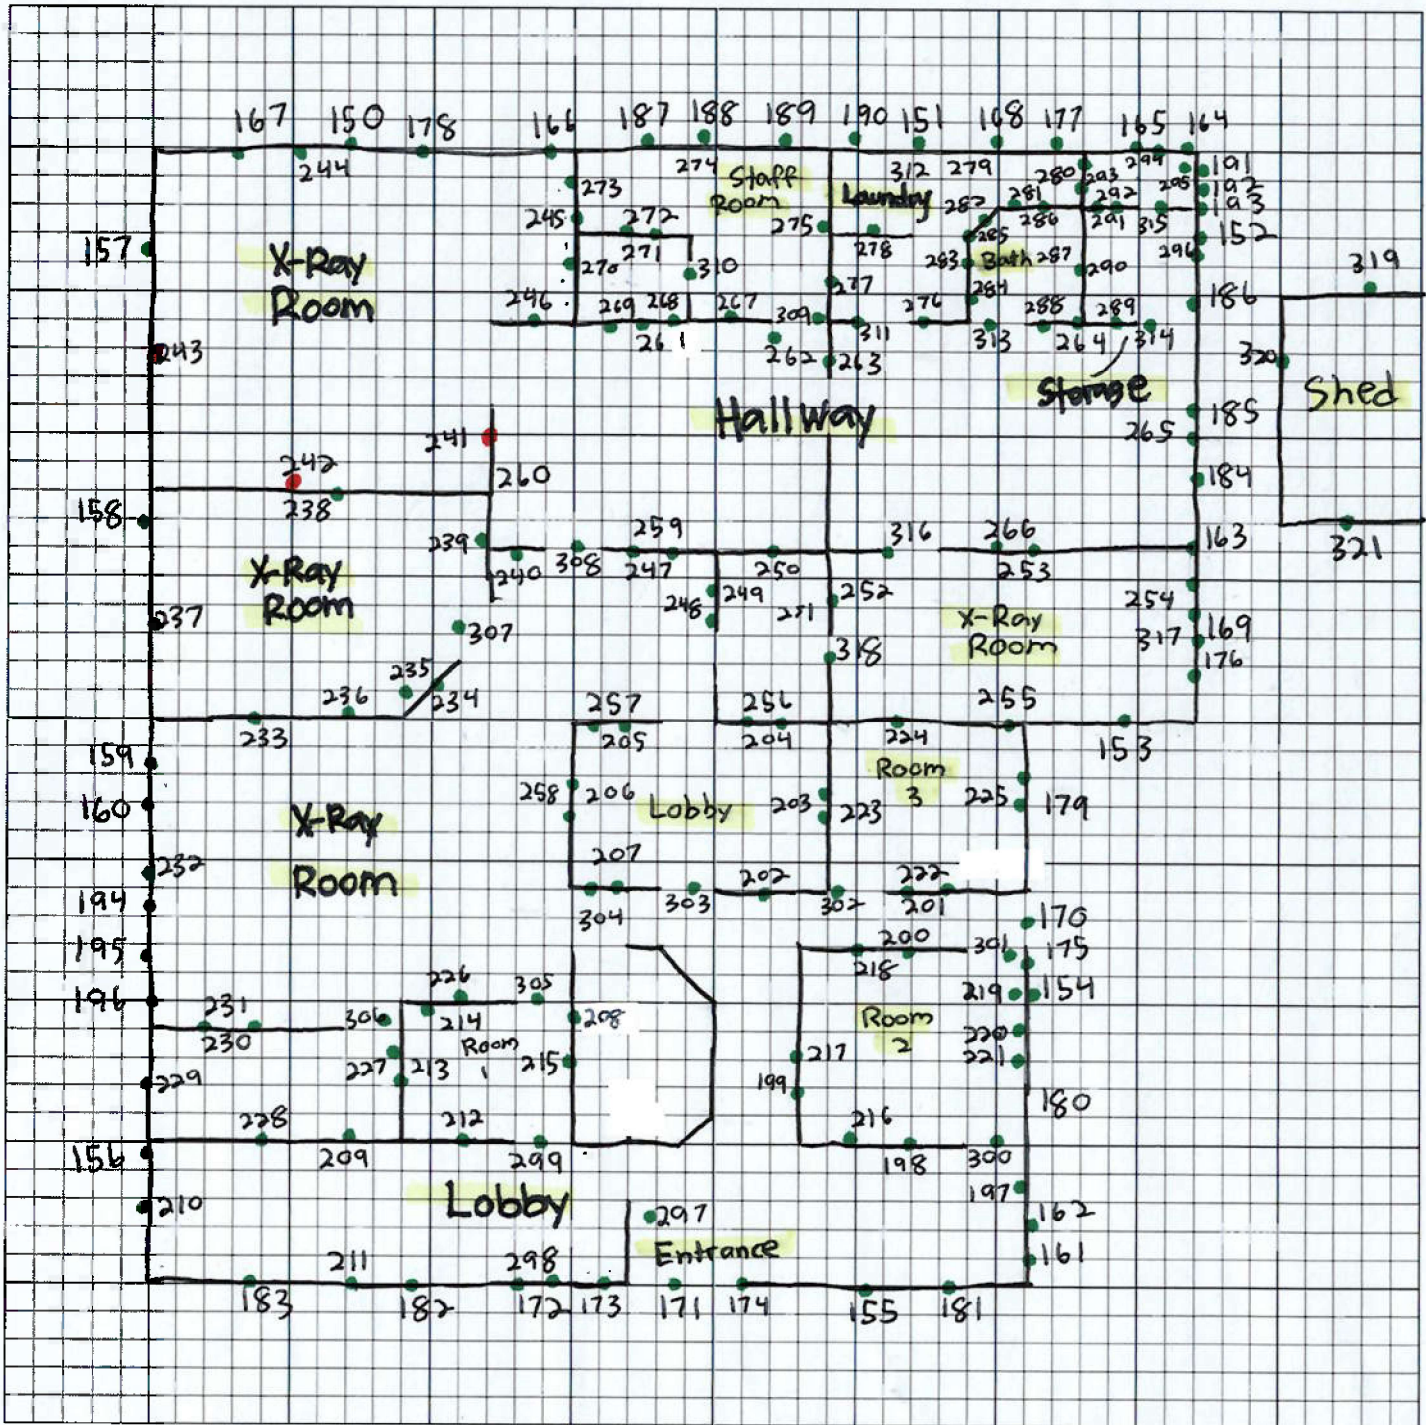 167 150 178 166 187 188 189 190 151 168 177 165 164
244 274 312 279 280 293 294 191
273 Staff Laundry 281 292 295 192
Room 282 193
245 272 275 285 286 291 315 152
157 X-Ray 271 278 283 Bath 287 296 319
270 310 290
Room 277 284
246 269 268 267 309 276 288 289 186
261 311 313 264 314
243 262 263 320
Storage Shed
Hallway 185
241 265
242 260 184
238
158 259 316 266 163
239 321
240 308 247 250 253
X-Ray 249 252 254
Room 248 251 X-Ray
237 307 317 169
Room
318 176
235
236 234 257 256 255
233 205 204 224 153
159 Room
258 206 3 225
160 X-Ray Lobby 203 223 179
232 207 222
Room 202
194 304 303 302 201
170
195 200 301 175
226 305 218
196 219 154
231 306 214 208 Room
230 Room 2 220
227 213 1 215 217 221
229 199
180
228 212 216
156 209 299 198 300
197
210 Lobby 297 162
Entrance 161
211 298
183 182 172 173 171 174 155 181